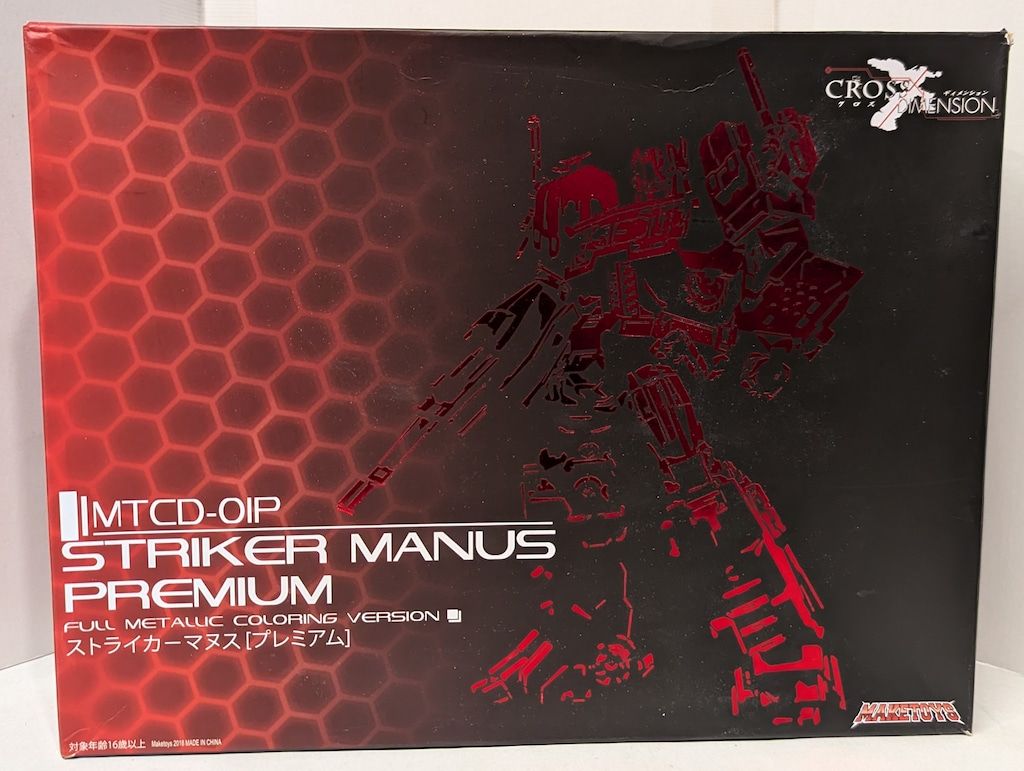 CROSS DIMENSION
クロス ディメンション
MTCD-01P
STRIKER MANUS
PREMIUM
FULL METALLIC COLORING VERSION
ストライカーマヌス[プレミアム]
MAKETOYS
対象年齢16歳以上 Maketoys 2016 MADE IN CHINA